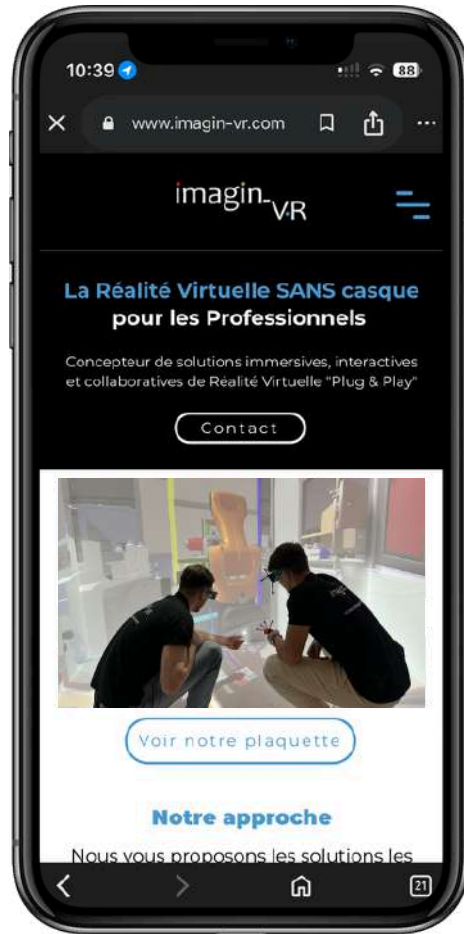 10:39
88
www.imagin-vr.com
imagin-VR
La Réalité Virtuelle SANS casque
pour les Professionnels
Concepteur de solutions immersives, interactives
et collaboratives de Réalité Virtuelle "Plug & Play"
Contact
Voir notre plaquette
Notre approche
Nous vous proposons les solutions les
21